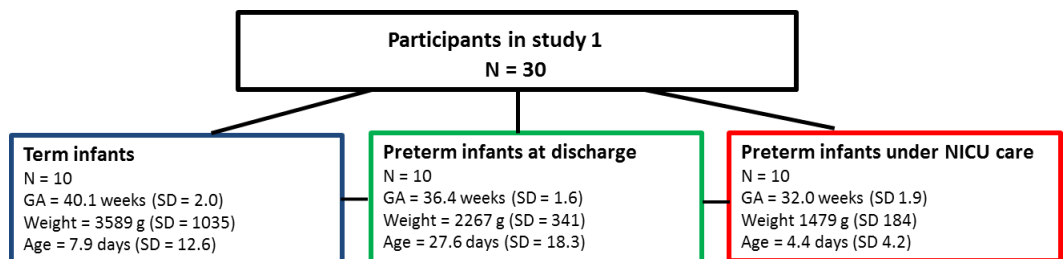 Participants in study 1
N = 30
Term infants
N = 10
GA = 40.1 weeks (SD = 2.0)
Weight = 3589 g (SD = 1035)
Age = 7.9 days (SD = 12.6)
Preterm infants at discharge
N = 10
GA = 36.4 weeks (SD = 1.6)
Weight = 2267 g (SD = 341)
Age = 27.6 days (SD = 18.3)
Preterm infants under NICU care
N = 10
GA = 32.0 weeks (SD 1.9)
Weight 1479 g (SD 184)
Age = 4.4 days (SD 4.2)